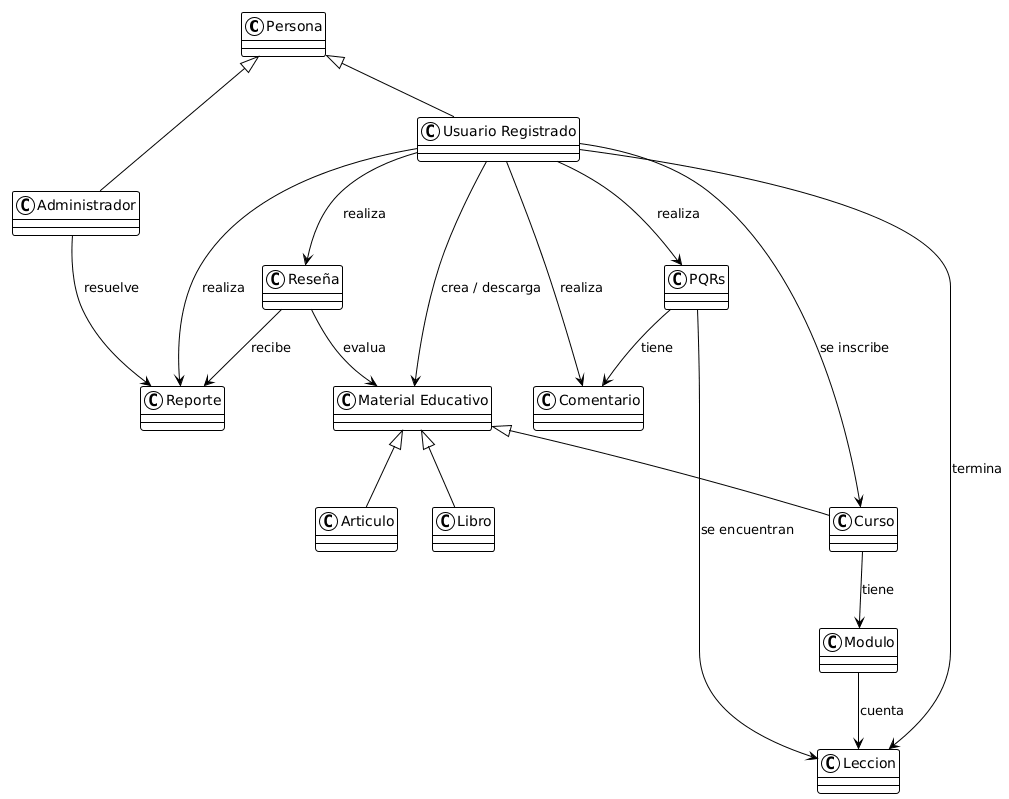 C Persona
C Usuario Registrado
C Administrador
realiza
realiza
C Reseña
C PQRs
resuelve
realiza
crea / descarga
realiza
recibe
evalua
tiene
se inscribe
C Reporte
C Material Educativo
C Comentario
termina
C Articulo
C Libro
C Curso
se encuentran
tiene
C Modulo
cuenta
C Leccion